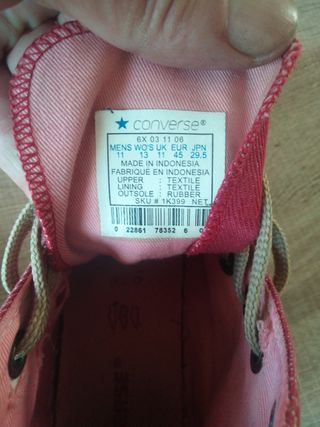 converse®
6X 03 11 06
MENS WO'S UK EUR JPN
11 13 11 45 29.5
MADE IN INDONESIA
FABRIQUÉ EN INDONESIA
UPPER : TEXTILE
LINING : TEXTILE
OUTSOLE : RUBBER
SKU # 1K399 NET
0 22861 78352 6